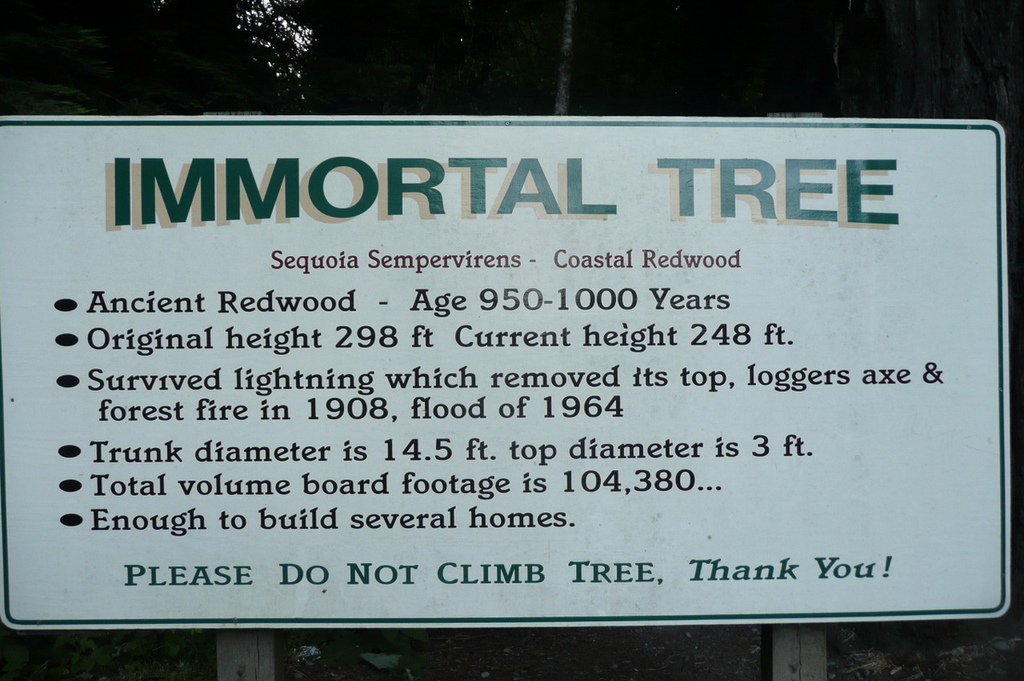 IMMORTAL TREE
Sequoia Sempervirens - Coastal Redwood
● Ancient Redwood - Age 950-1000 Years
● Original height 298 ft Current height 248 ft.
● Survived lightning which removed its top, loggers axe &
forest fire in 1908, flood of 1964
● Trunk diameter is 14.5 ft. top diameter is 3 ft.
● Total volume board footage is 104,380...
● Enough to build several homes.
PLEASE DO NOT CLIMB TREE, Thank You!